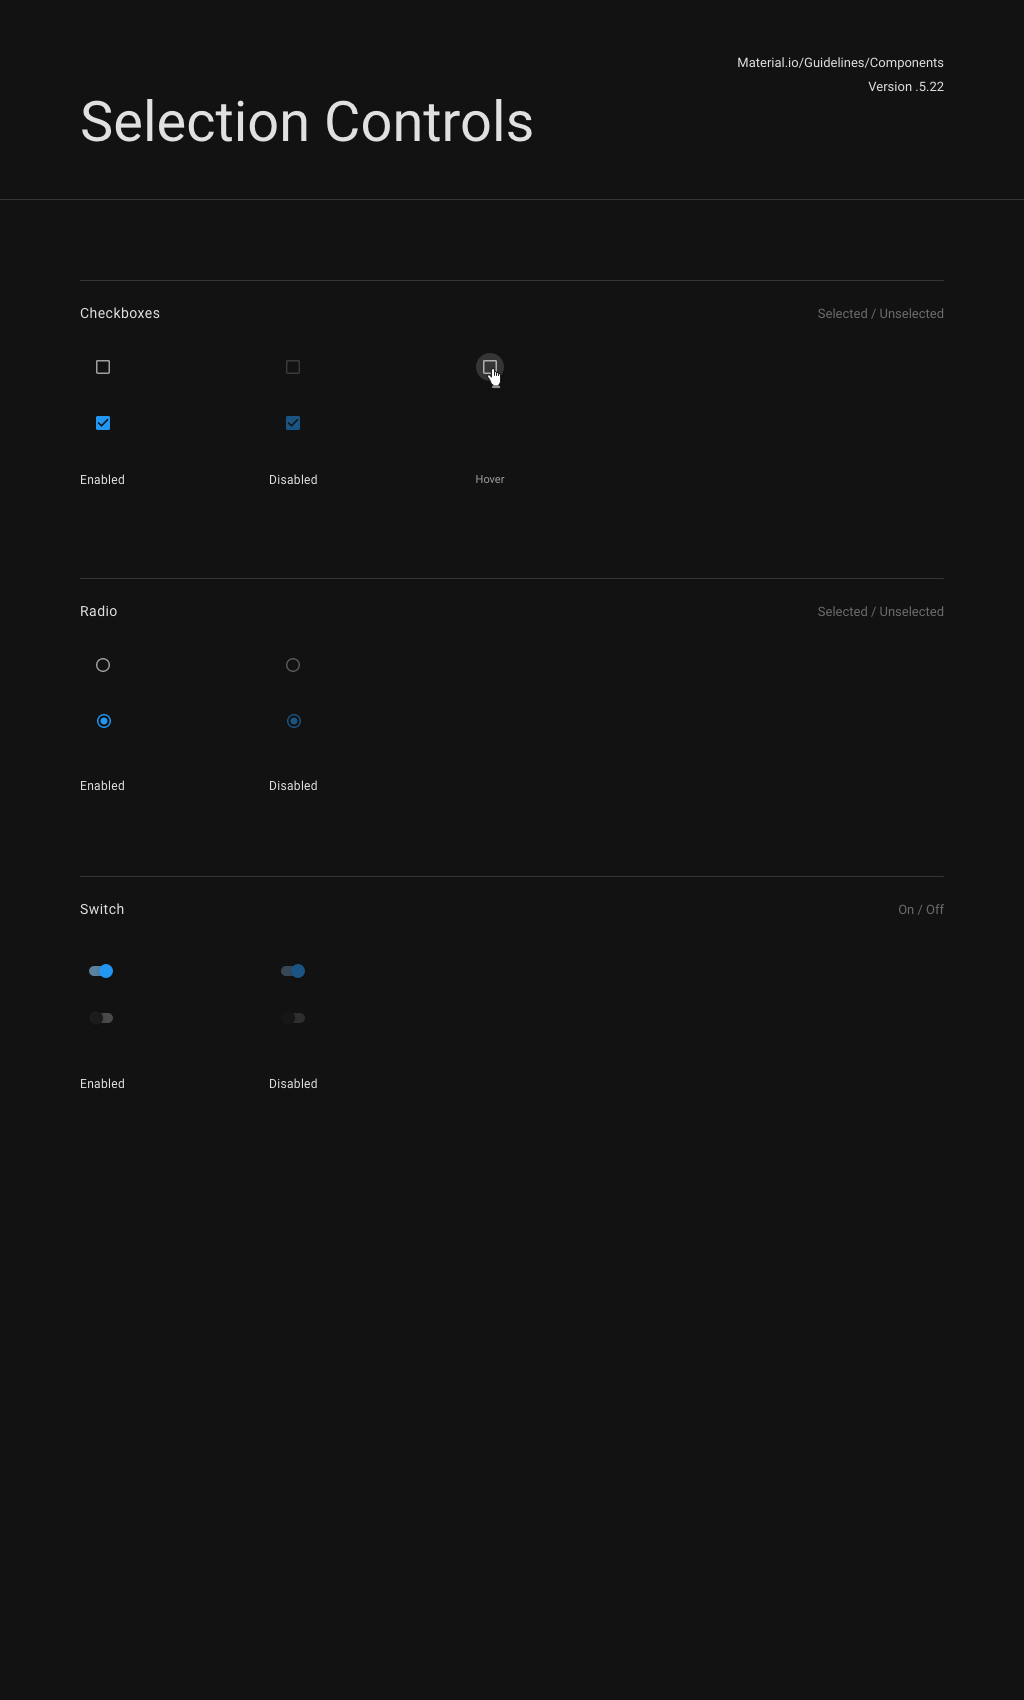 Material.io/Guidelines/Components
Version .5.22
Selection Controls
Checkboxes
Selected / Unselected
Enabled
Disabled
Hover
Radio
Selected / Unselected
Enabled
Disabled
Switch
On / Off
Enabled
Disabled